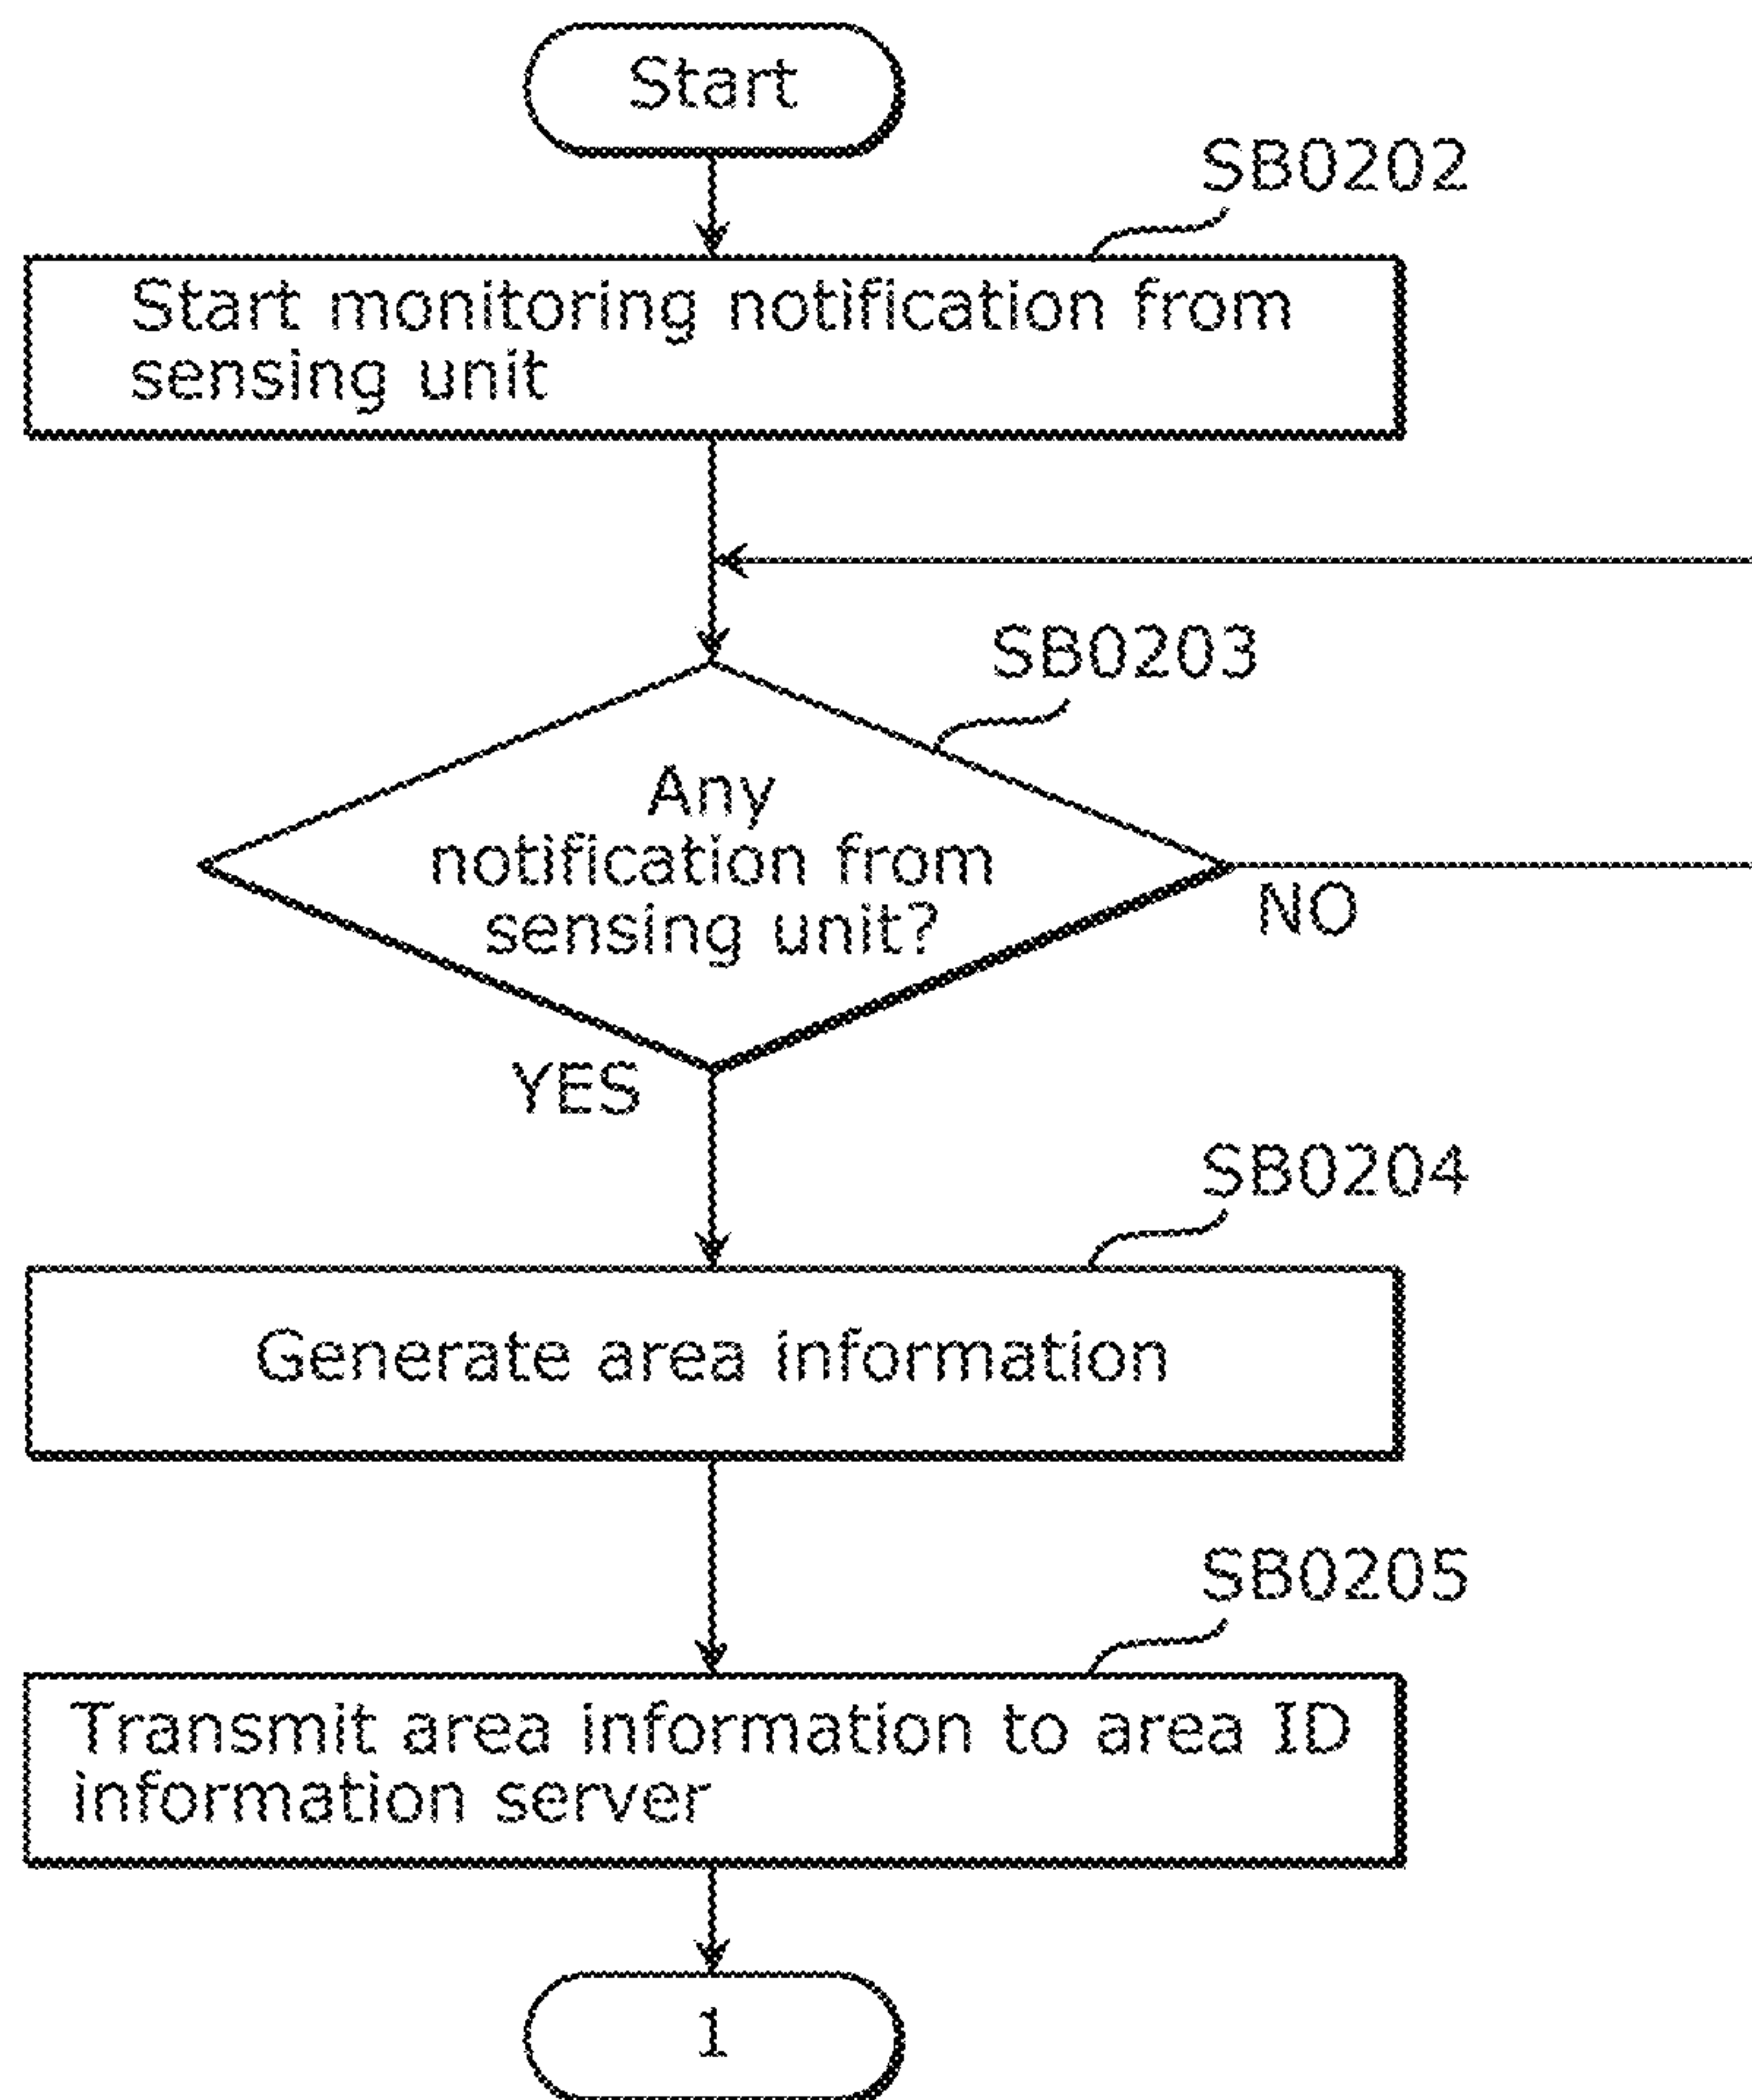 Start
SB0202
Start monitoring notification from
sensing unit
SB0203
Any
notification from
sensing unit?
NO
YES
SB0204
Generate area information
SB0205
Transmit area information to area ID
information server
1